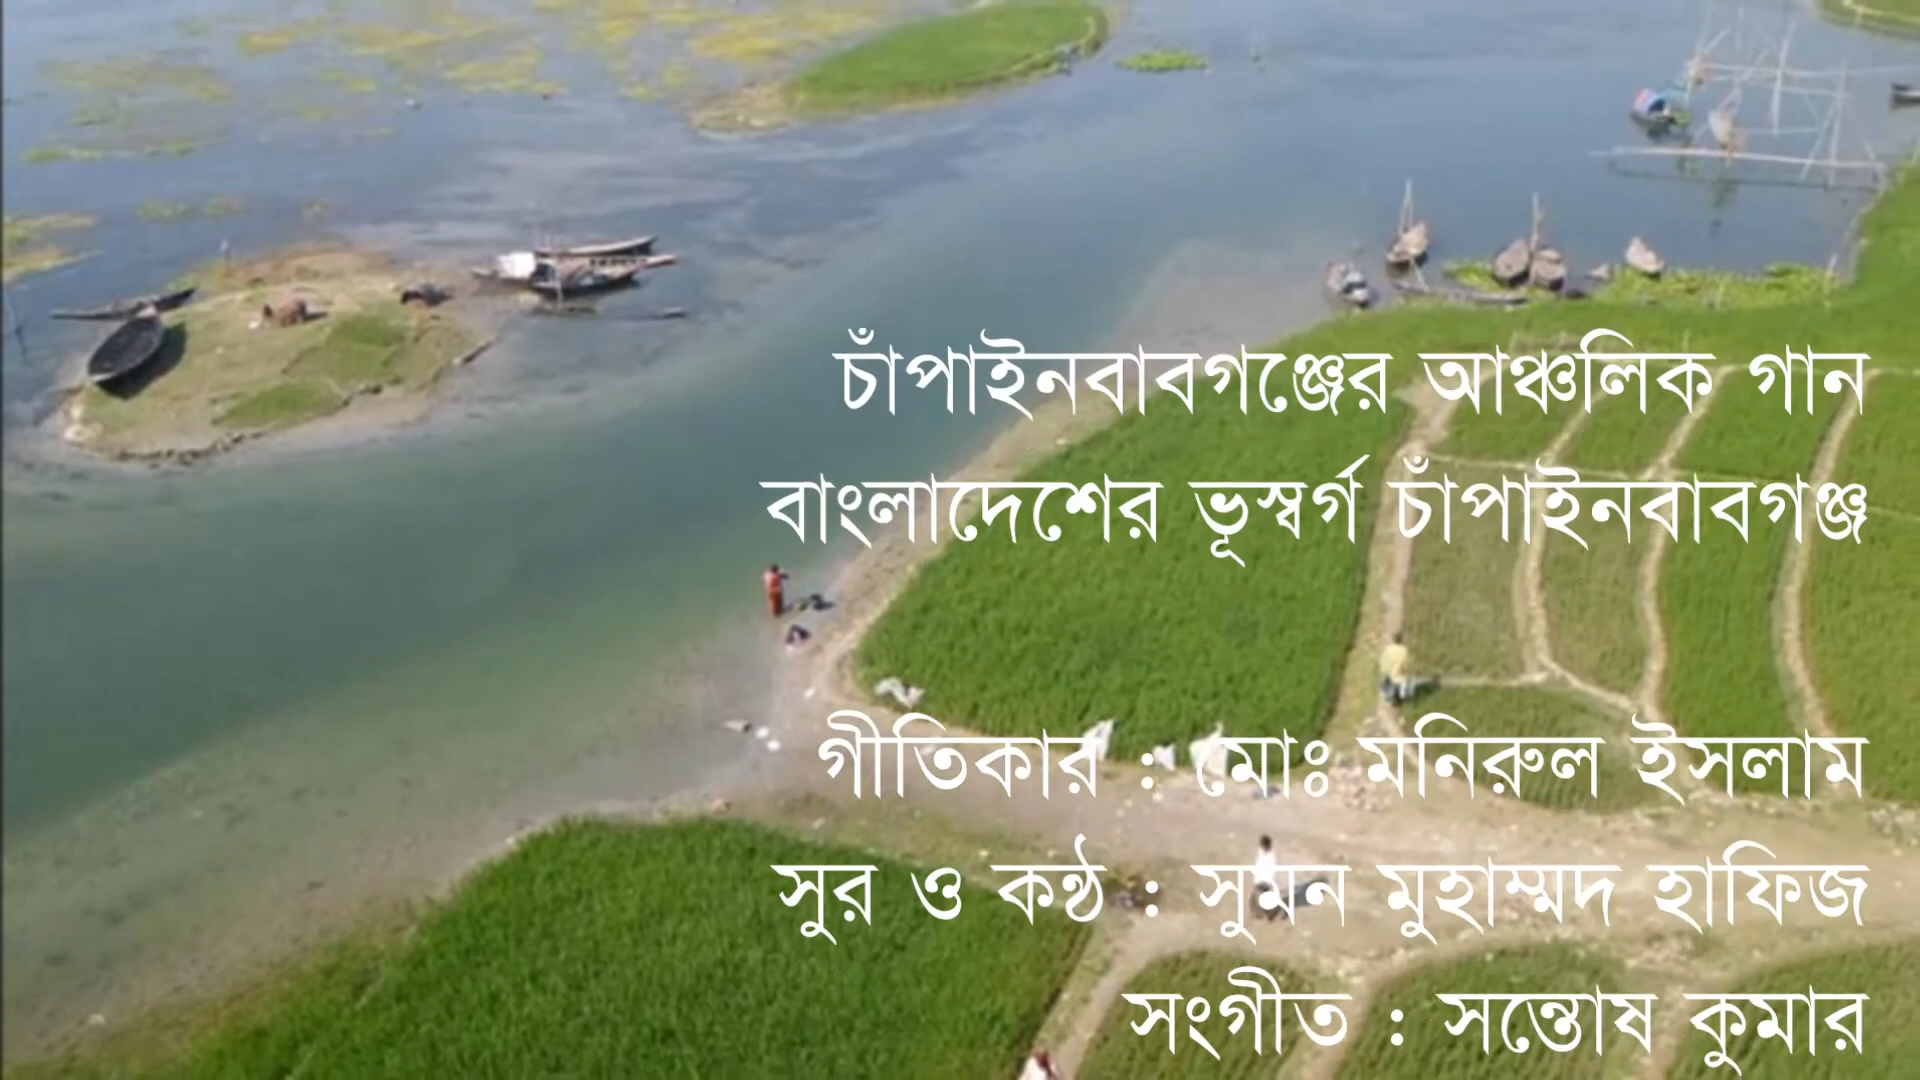 চাঁপাইনবাবগঞ্জের আঞ্চলিক গান
বাংলাদেশের ভূস্বর্গ চাঁপাইনবাবগঞ্জ
গীতিকার : মোঃ মনিরুল ইসলাম
সুর ও কন্ঠ : সুমন মুহাম্মদ হাফিজ
সংগীত : সন্তোষ কুমার